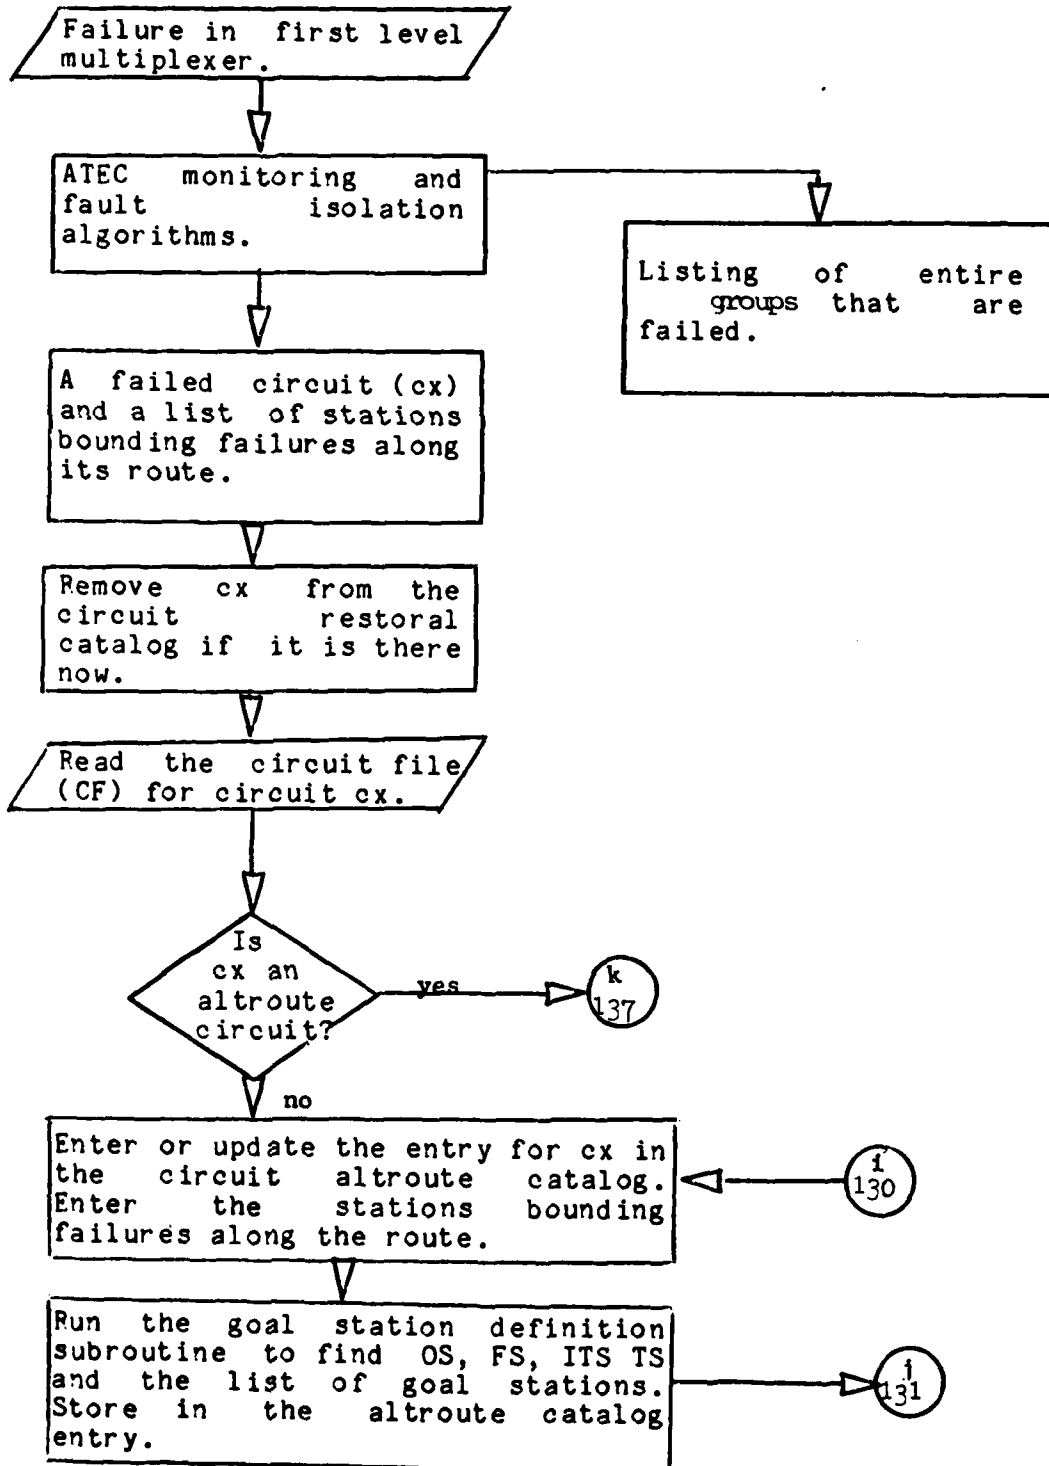 Failure in first level
multiplexer.
ATEC monitoring and
fault isolation
algorithms.
Listing of entire
groups that are
failed.
A failed circuit (cx)
and a list of stations
bounding failures along
its route.
Remove cx from the
circuit restoral
catalog if it is there
now.
Read the circuit file
(CF) for circuit cx.
Is
cx an
altroute
circuit?
yes
k
137
no
Enter or update the entry for cx in
the circuit altroute catalog.
Enter the stations bounding
failures along the route.
i
130
Run the goal station definition
subroutine to find OS, FS, ITS TS
and the list of goal stations.
Store in the altroute catalog
entry.
j
131